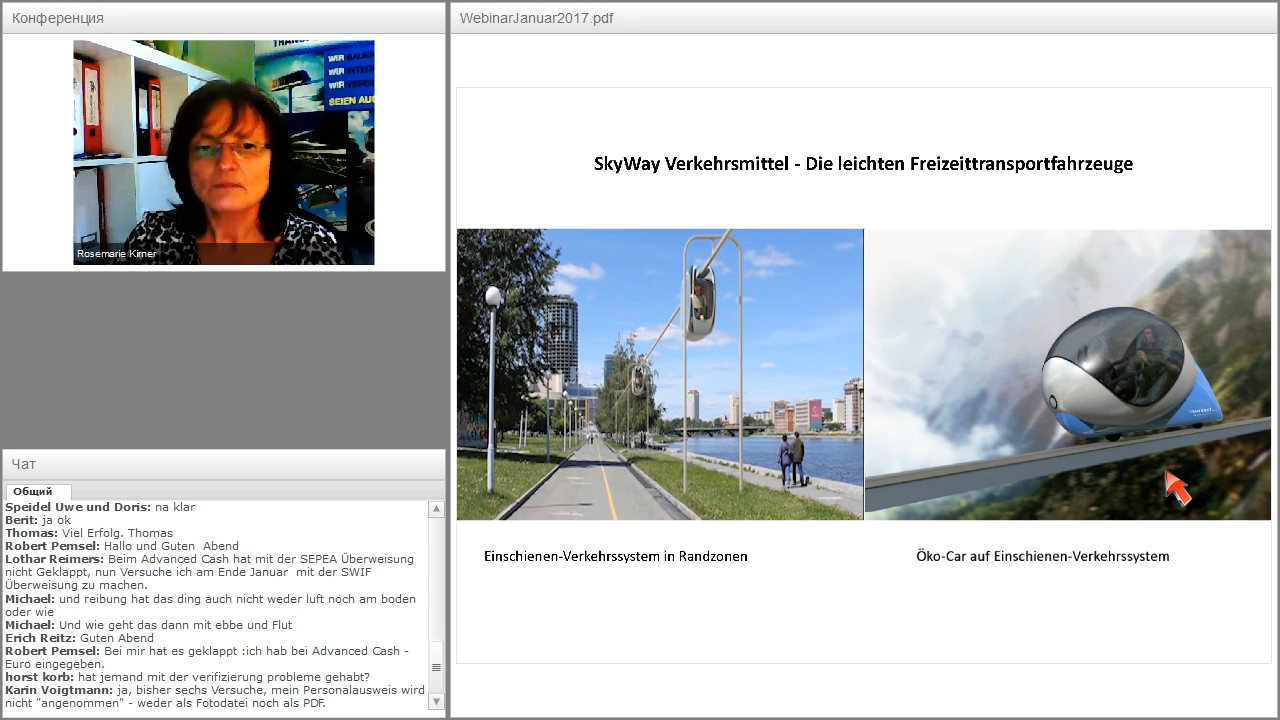 Конференция
WebinarJanuar2017.pdf
WIR
WIR
WIR
SEIEN
Rosemarie Kirner
SkyWay Verkehrsmittel - Die leichten Freizeittransportfahrzeuge
Einschienen-Verkehrssystem in Randzonen
Öko-Car auf Einschienen-Verkehrssystem
Чат
Общий
Speidel Uwe und Doris: na klar
Berit: ja ok
Thomas: Viel Erfolg. Thomas
Robert Pemsel: Hallo und Guten Abend
Lothar Reimers: Beim Advanced Cash hat mit der SEPEA Überweisung
nicht Geklappt, nun Versuche ich am Ende Januar mit der SWIF
Überweisung zu machen.
Michael: und reibung hat das ding auch nicht weder luft noch am boden
oder wie
Michael: Und wie geht das dann mit ebbe und Flut
Erich Reitz: Guten Abend
Robert Pemsel: Bei mir hat es geklappt :ich hab bei Advanced Cash -
Euro eingegeben.
horst korb: hat jemand mit der verifizierung probleme gehabt?
Karin Voigtmann: ja, bisher sechs Versuche, mein Personalausweis wird
nicht "angenommen" - weder als Fotodatei noch als PDF.